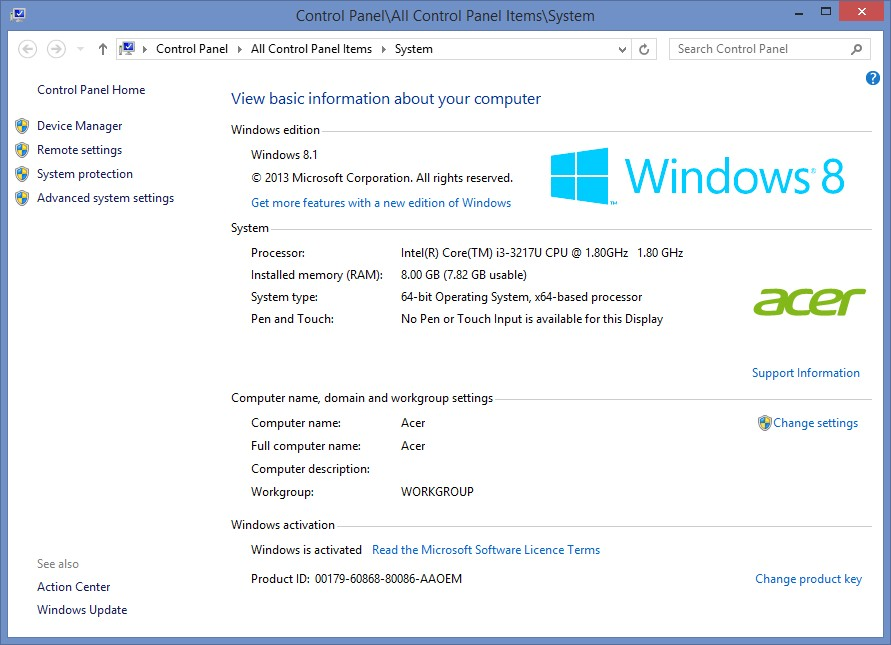 Control Panel\All Control Panel Items\System
Control Panel All Control Panel Items System
Search Control Panel
Control Panel Home
Device Manager
Remote settings
System protection
Advanced system settings
See also
Action Center
Windows Update
View basic information about your computer
Windows edition
Windows 8.1
© 2013 Microsoft Corporation. All rights reserved.
Get more features with a new edition of Windows
Windows® 8
™
System
Processor: Intel(R) Core(TM) i3-3217U CPU @ 1.80GHz 1.80 GHz
Installed memory (RAM): 8.00 GB (7.82 GB usable)
System type: 64-bit Operating System, x64-based processor
Pen and Touch: No Pen or Touch Input is available for this Display
acer
Support Information
Computer name, domain and workgroup settings
Computer name: Acer
Change settings
Full computer name: Acer
Computer description:
Workgroup: WORKGROUP
Windows activation
Windows is activated Read the Microsoft Software Licence Terms
Product ID: 00179-60868-80086-AAOEM
Change product key